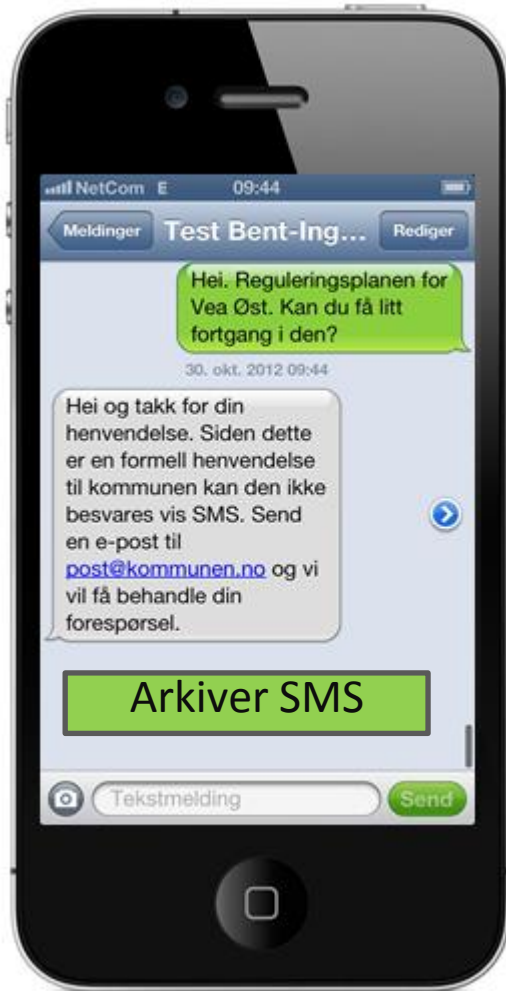 NetCom E 09:44
Meldinger Test Bent-Ing... Rediger
Hei. Reguleringsplanen for
Vea Øst. Kan du få litt
fortgang i den?
30. okt. 2012 09:44
Hei og takk for din
henvendelse. Siden dette
er en formell henvendelse
til kommunen kan den ikke
besvares vis SMS. Send
en e-post til
post@kommunen.no og vi
vil få behandle din
forespørsel.
Arkiver SMS
Tekstmelding Send